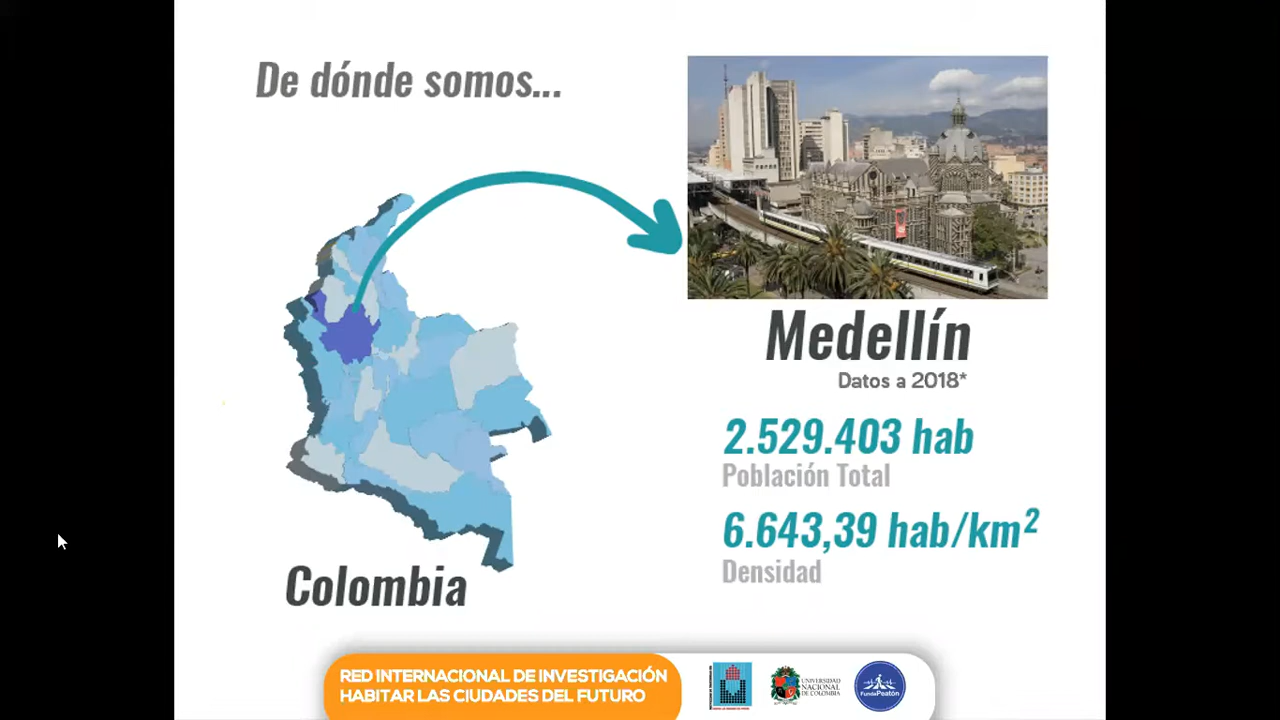 De dónde somos...
Medellín
Datos a 2018*
2.529.403 hab
Población Total
6.643,39 hab/km²
Densidad
Colombia
RED INTERNACIONAL DE INVESTIGACIÓN
HABITAR LAS CIUDADES DEL FUTURO
UNIVERSIDAD
NACIONAL
DE COLOMBIA
FundaPeatón